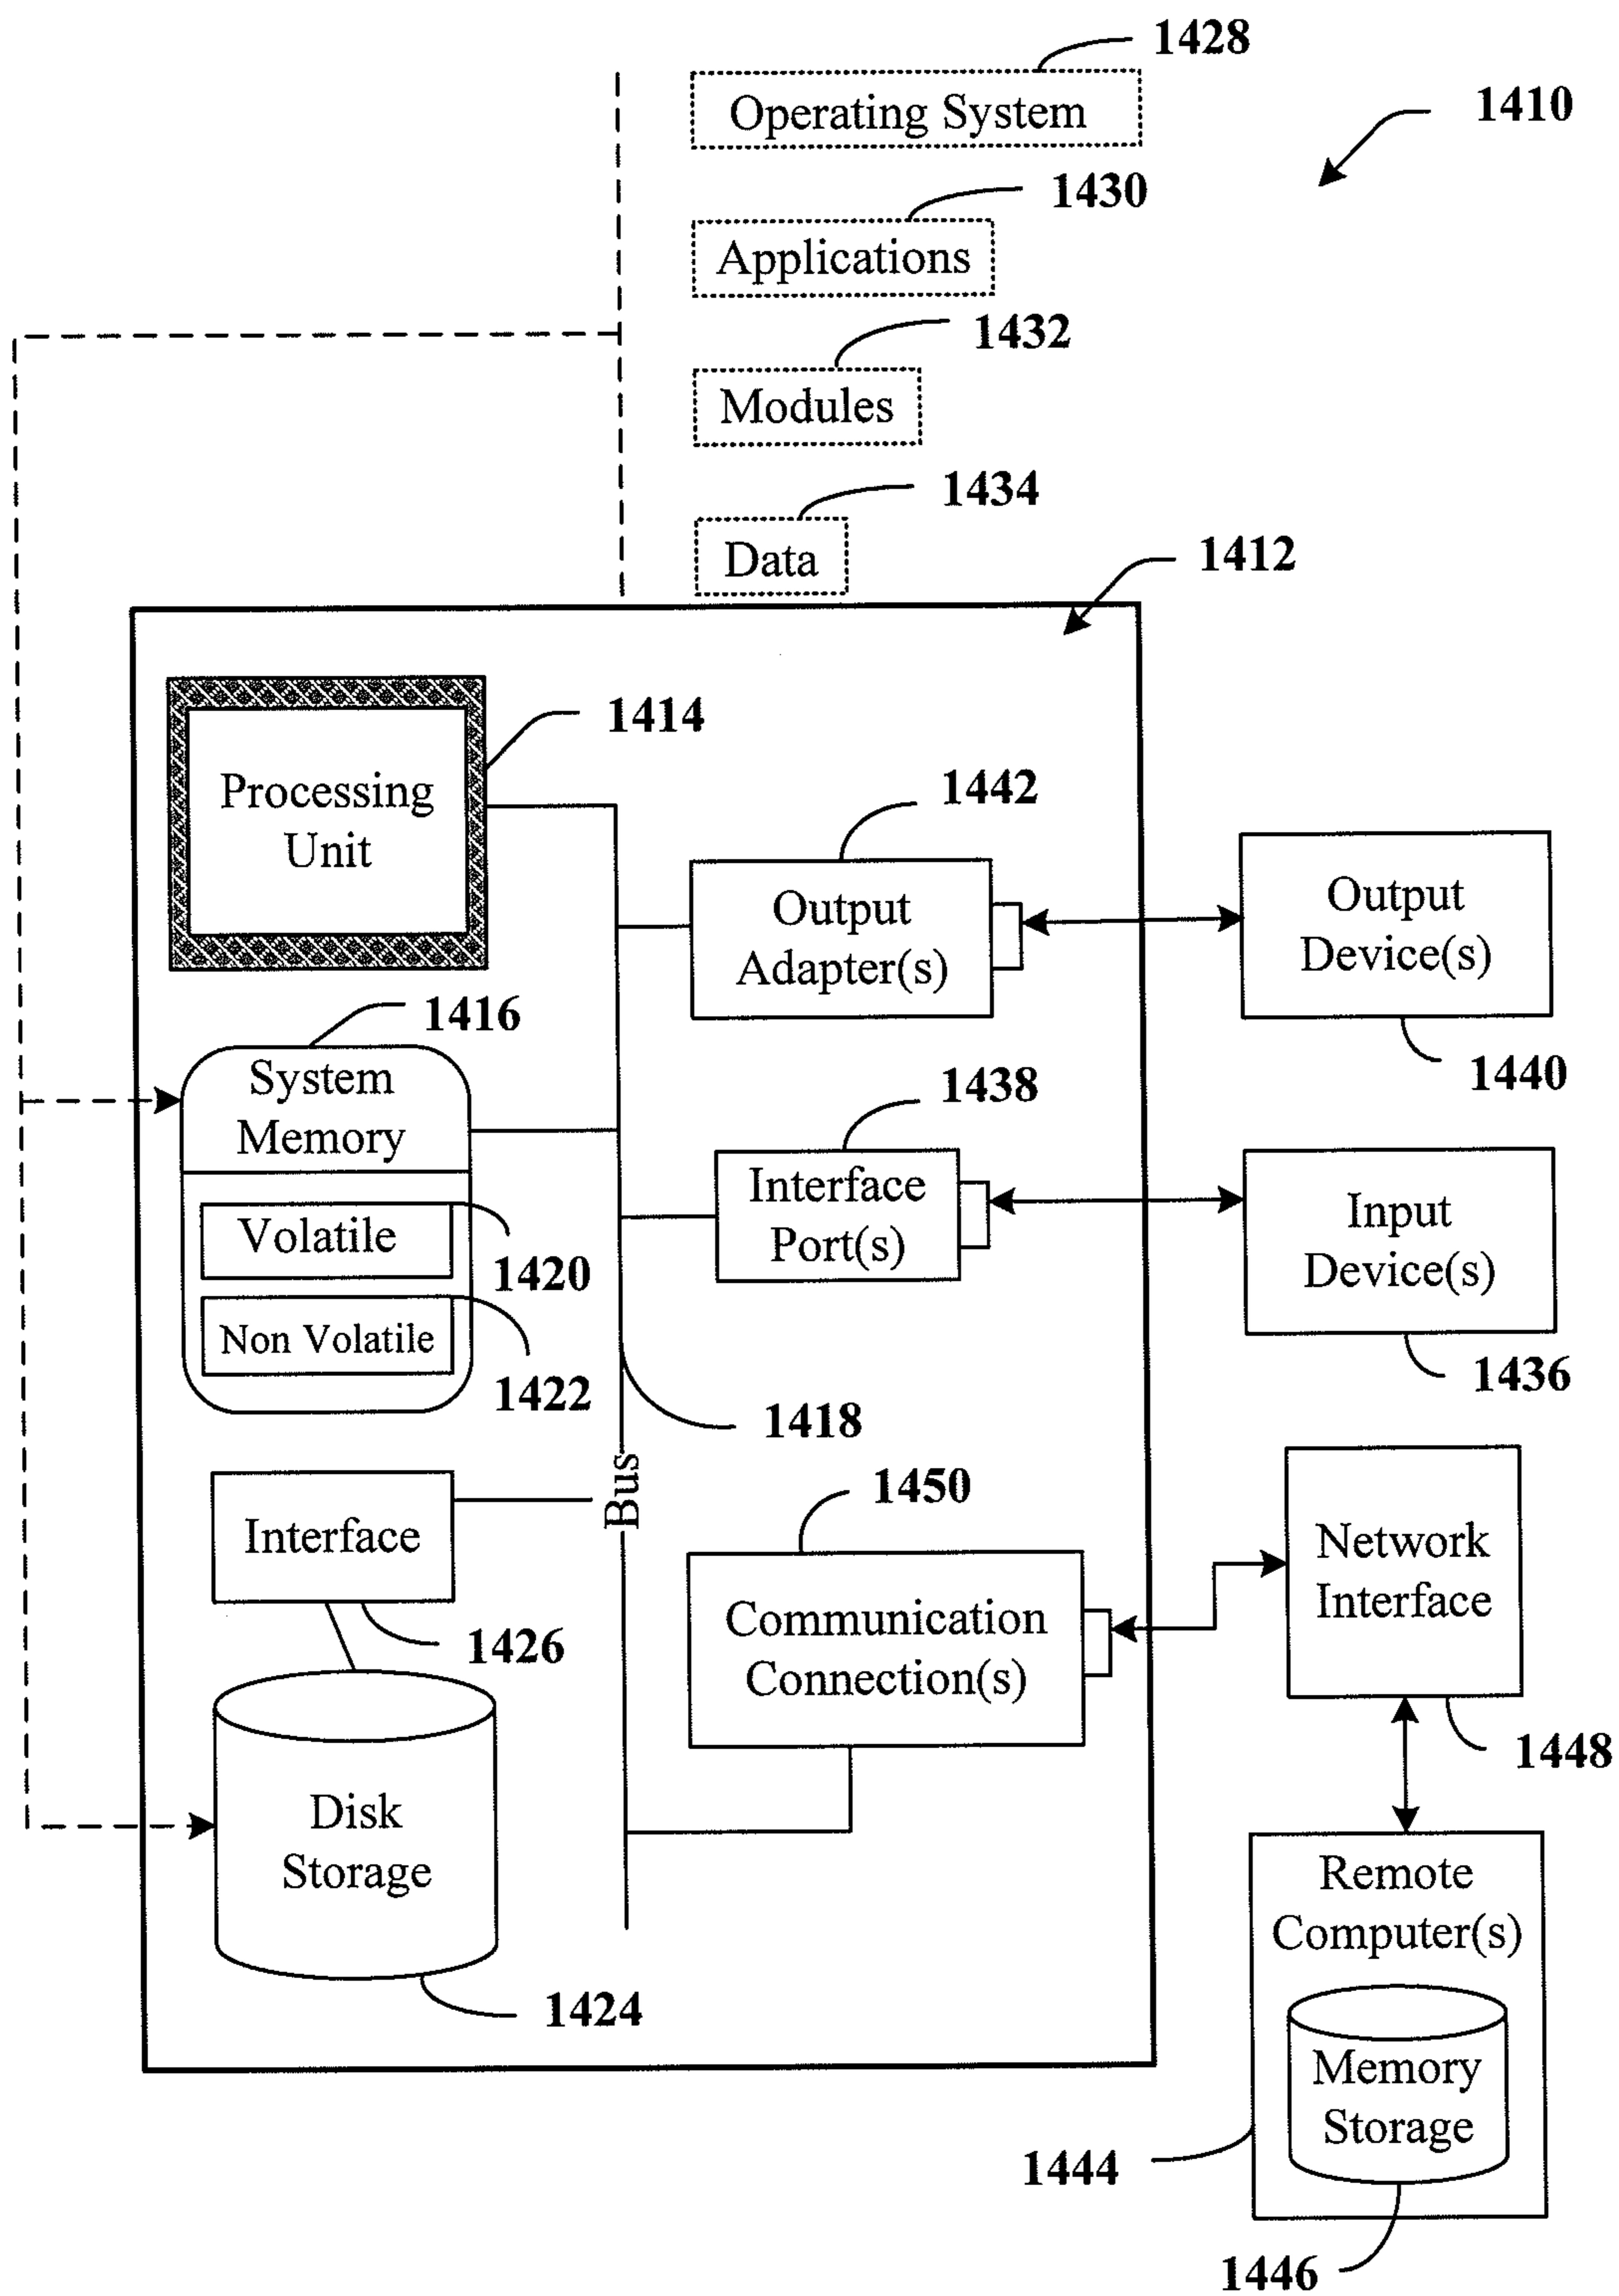 1428
Operating System
1410
1430
Applications
1432
Modules
1434
Data
1412
1414
Processing
Unit
1442
Output
Adapter(s)
Output
Device(s)
1440
1416
System
Memory
1438
Interface
Port(s)
Input
Device(s)
1436
Volatile
1420
Non Volatile
1422
1418
Bus
1450
Interface
1426
Communication
Connection(s)
Network
Interface
1448
Disk
Storage
1424
Remote
Computer(s)
Memory
Storage
1444
1446